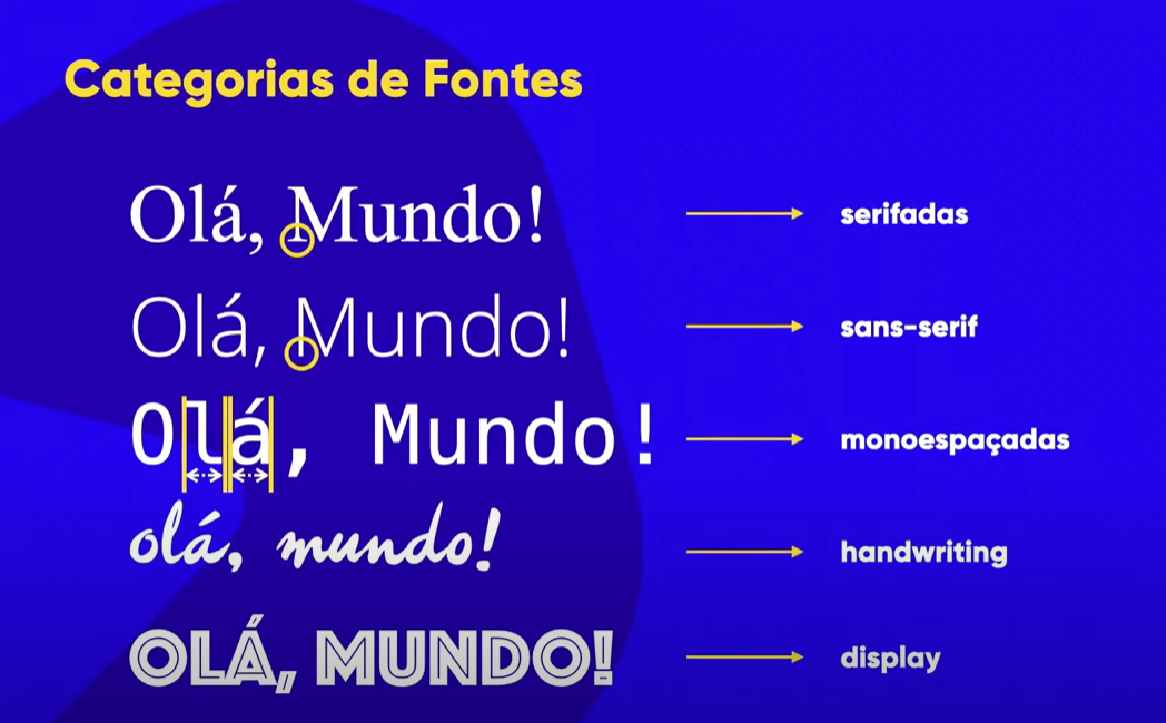 Categorias de Fontes
Olá, Mundo! serifadas
Olá, Mundo! sans-serif
Olá, Mundo! monoespaçadas
olá, mundo! handwriting
OLÁ, MUNDO! display